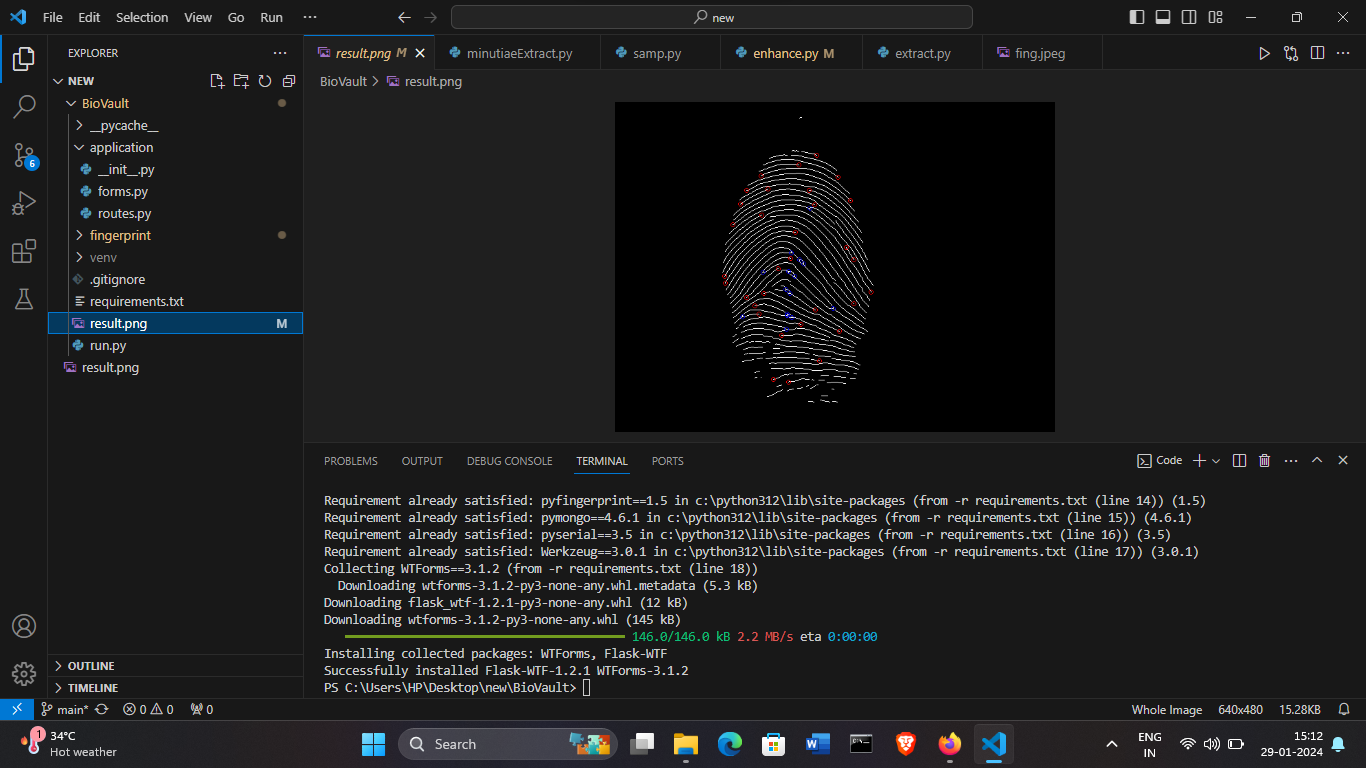 File Edit Selection View Go Run ··· new
EXPLORER ···
result.png M minutiaeExtract.py samp.py enhance.py M extract.py fing.jpeg ···
NEW
BioVault > result.png
BioVault
__pycache__
application
__init__.py
forms.py
routes.py
6
fingerprint
venv
.gitignore
requirements.txt
result.png M
run.py
result.png
PROBLEMS OUTPUT DEBUG CONSOLE TERMINAL PORTS Code ···
Requirement already satisfied: pyfingerprint==1.5 in c:\python312\lib\site-packages (from -r requirements.txt (line 14)) (1.5)
Requirement already satisfied: pymongo==4.6.1 in c:\python312\lib\site-packages (from -r requirements.txt (line 15)) (4.6.1)
Requirement already satisfied: pyserial==3.5 in c:\python312\lib\site-packages (from -r requirements.txt (line 16)) (3.5)
Requirement already satisfied: Werkzeug==3.0.1 in c:\python312\lib\site-packages (from -r requirements.txt (line 17)) (3.0.1)
Collecting WTForms==3.1.2 (from -r requirements.txt (line 18))
Downloading wtforms-3.1.2-py3-none-any.whl.metadata (5.3 kB)
Downloading flask_wtf-1.2.1-py3-none-any.whl (12 kB)
Downloading wtforms-3.1.2-py3-none-any.whl (145 kB)
146.0/146.0 kB 2.2 MB/s eta 0:00:00
Installing collected packages: WTForms, Flask-WTF
Successfully installed Flask-WTF-1.2.1 WTForms-3.1.2
PS C:\Users\HP\Desktop\new\BioVault>
OUTLINE
TIMELINE
main* 0 0 0 Whole Image 640x480 15.28KB
1 34°C
Hot weather
Search
ENG
IN
15:12
29-01-2024